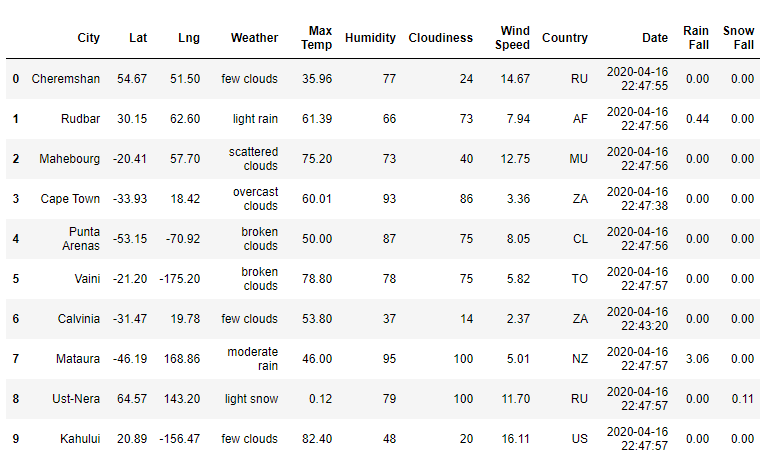 City Lat Lng Weather Max Temp Humidity Cloudiness Wind Speed Country Date Rain Fall Snow Fall
0 Cheremshan 54.67 51.50 few clouds 35.96 77 24 14.67 RU 2020-04-16 22:47:55 0.00 0.00
1 Rudbar 30.15 62.60 light rain 61.39 66 73 7.94 AF 2020-04-16 22:47:56 0.44 0.00
2 Mahebourg -20.41 57.70 scattered clouds 75.20 73 40 12.75 MU 2020-04-16 22:47:56 0.00 0.00
3 Cape Town -33.93 18.42 overcast clouds 60.01 93 86 3.36 ZA 2020-04-16 22:47:38 0.00 0.00
4 Punta Arenas -53.15 -70.92 broken clouds 50.00 87 75 8.05 CL 2020-04-16 22:47:56 0.00 0.00
5 Vaini -21.20 -175.20 broken clouds 78.80 78 75 5.82 TO 2020-04-16 22:47:57 0.00 0.00
6 Calvinia -31.47 19.78 few clouds 53.80 37 14 2.37 ZA 2020-04-16 22:43:20 0.00 0.00
7 Mataura -46.19 168.86 moderate rain 46.00 95 100 5.01 NZ 2020-04-16 22:47:57 3.06 0.00
8 Ust-Nera 64.57 143.20 light snow 0.12 79 100 11.70 RU 2020-04-16 22:47:57 0.00 0.11
9 Kahului 20.89 -156.47 few clouds 82.40 48 20 16.11 US 2020-04-16 22:47:57 0.00 0.00